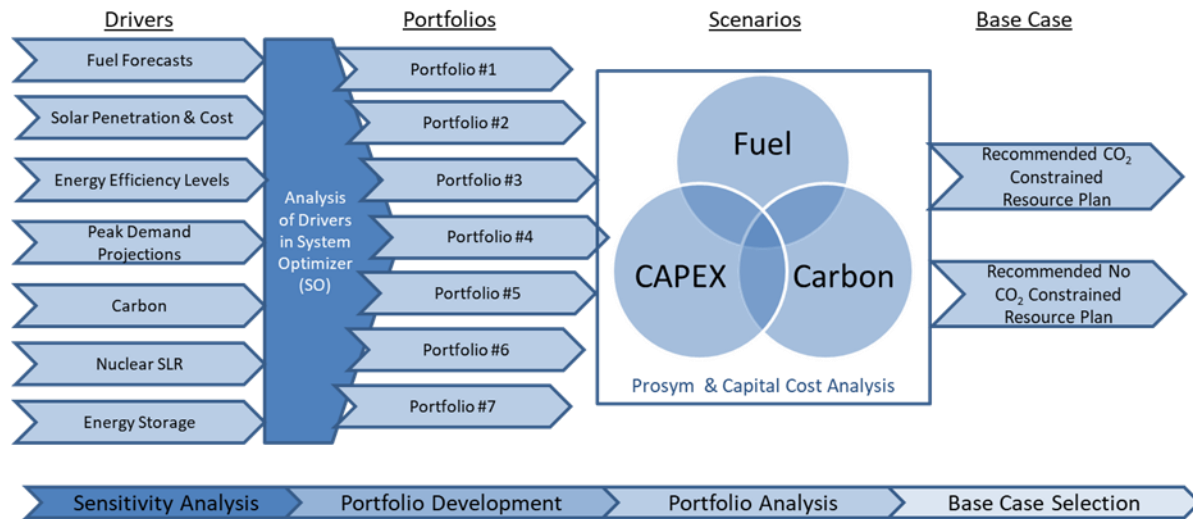 Drivers
Portfolios
Scenarios
Base Case
Fuel Forecasts
Solar Penetration & Cost
Energy Efficiency Levels
Peak Demand
Projections
Carbon
Nuclear SLR
Energy Storage
Analysis
of Drivers
in System
Optimizer
(SO)
Portfolio #1
Portfolio #2
Portfolio #3
Portfolio #4
Portfolio #5
Portfolio #6
Portfolio #7
Fuel
CAPEX
Carbon
Prosym & Capital Cost Analysis
Recommended CO₂
Constrained
Resource Plan
Recommended No
CO₂ Constrained
Resource Plan
Sensitivity Analysis
Portfolio Development
Portfolio Analysis
Base Case Selection